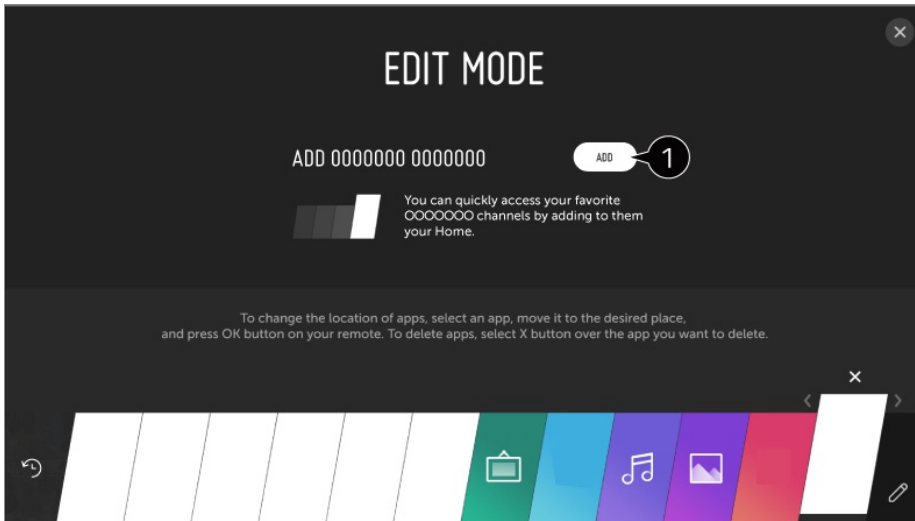 EDIT MODE
ADD OOOOOOO OOOOOOO
ADD
1
You can quickly access your favorite
OOOOOOO channels by adding to them
your Home.
To change the location of apps, select an app, move it to the desired place,
and press OK button on your remote. To delete apps, select X button over the app you want to delete.